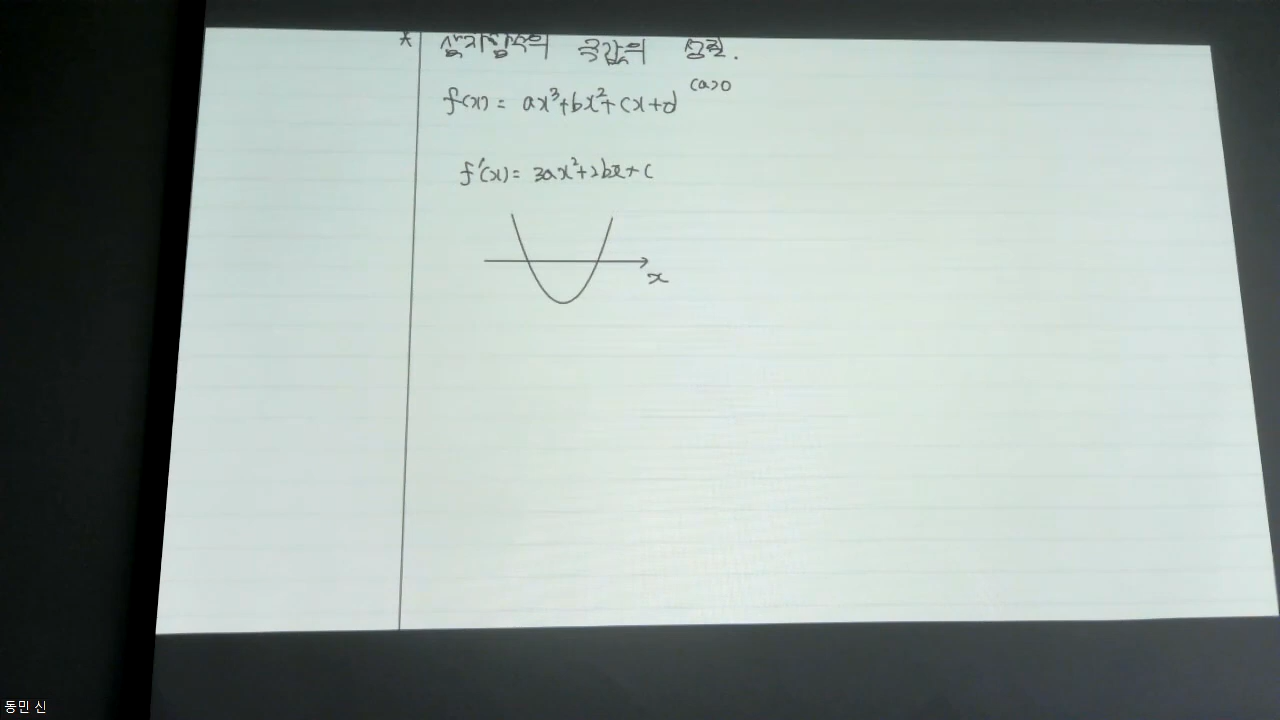 * 삼차함수의 극값의 성질.
f(x) = ax³+bx²+cx+d (a>0
f'(x) = 3ax²+2bx+c
x
동민 신